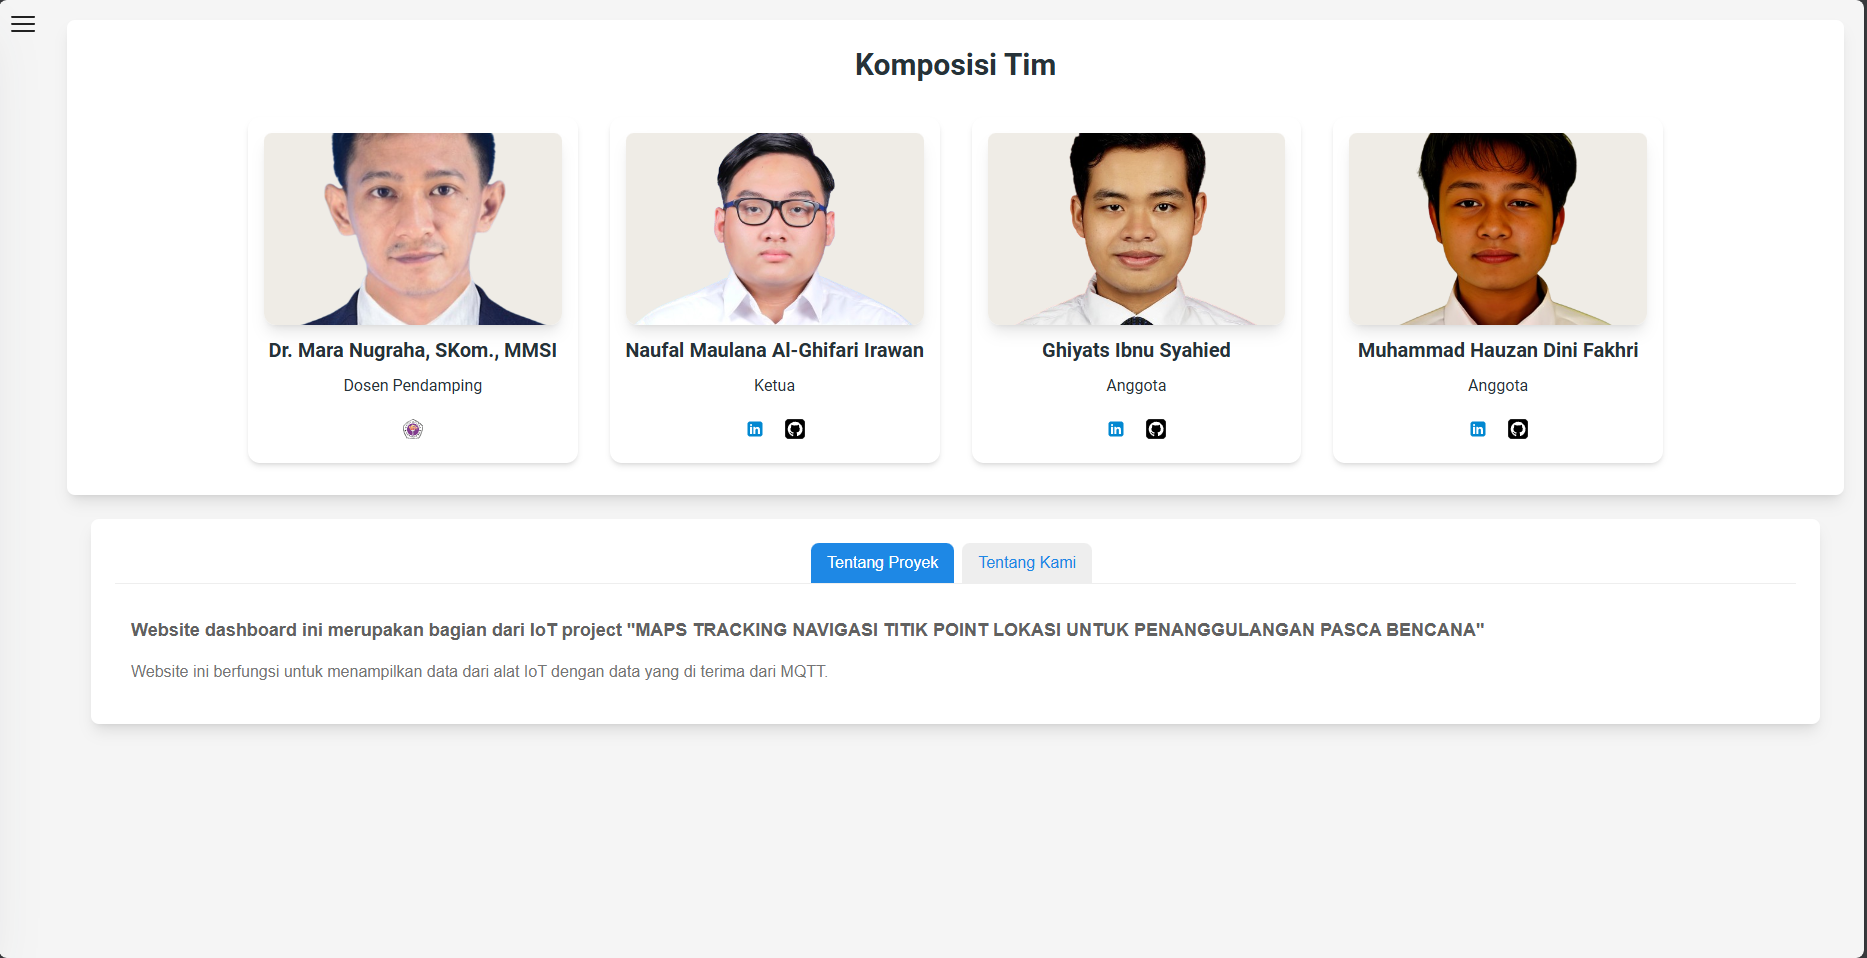 Komposisi Tim
Dr. Mara Nugraha, SKom., MMSI
Dosen Pendamping
Naufal Maulana Al-Ghifari Irawan
Ketua
Ghiyats Ibnu Syahied
Anggota
Muhammad Hauzan Dini Fakhri
Anggota
Tentang Proyek
Tentang Kami
Website dashboard ini merupakan bagian dari IoT project "MAPS TRACKING NAVIGASI TITIK POINT LOKASI UNTUK PENANGGULANGAN PASCA BENCANA"
Website ini berfungsi untuk menampilkan data dari alat IoT dengan data yang di terima dari MQTT.